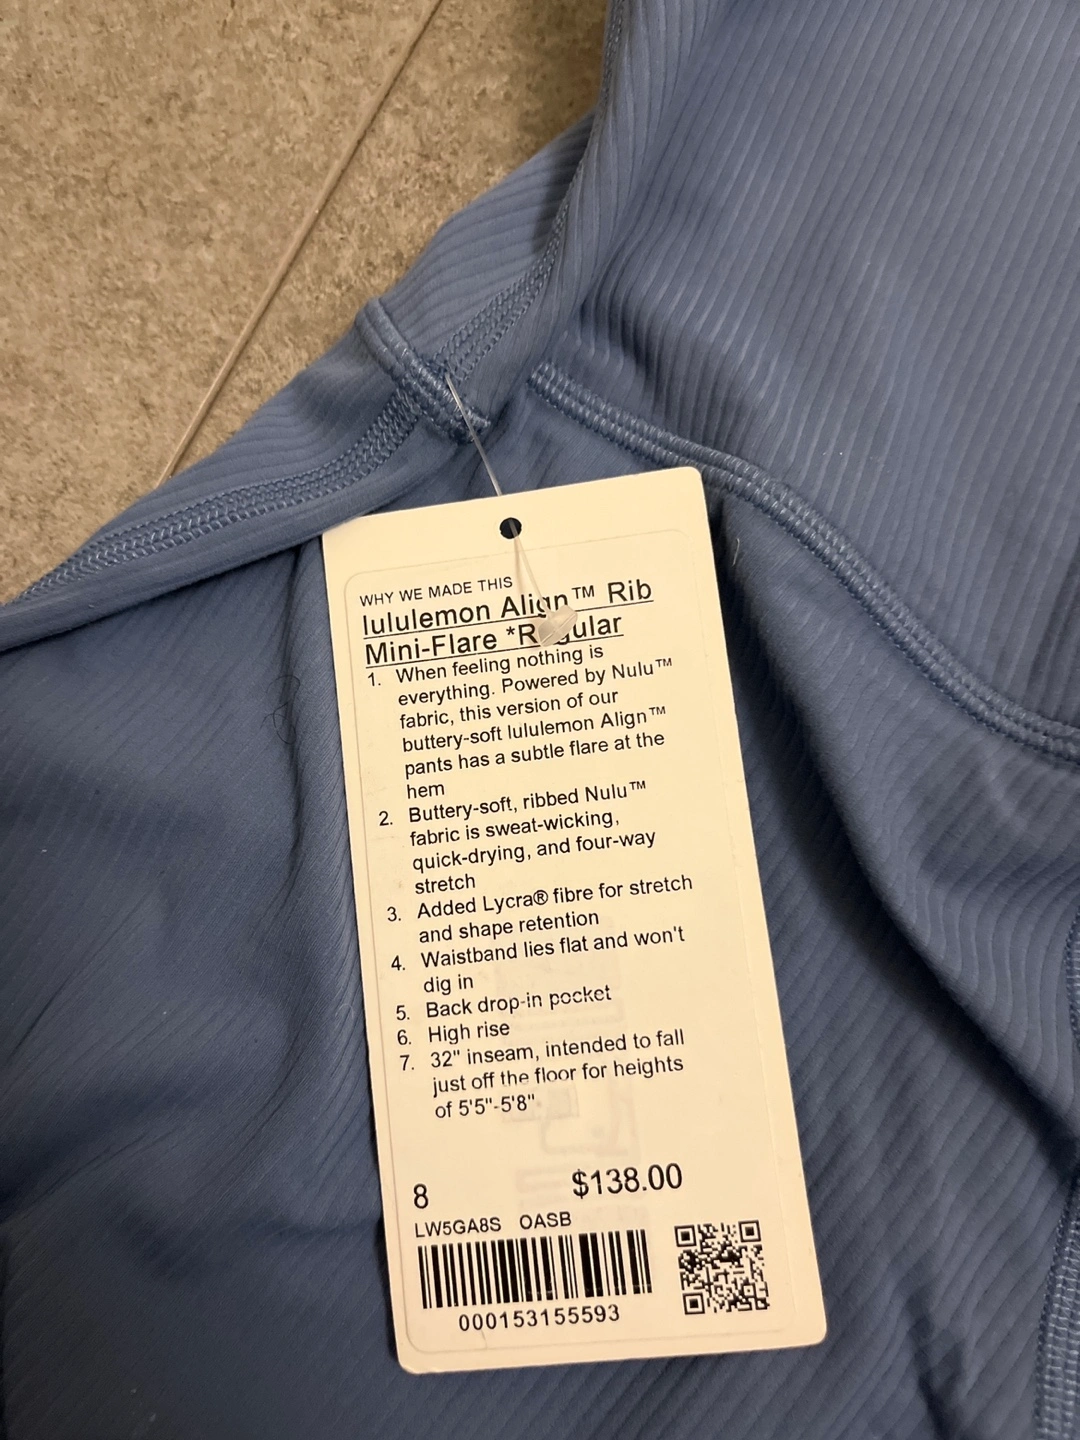 WHY WE MADE THIS
lululemon Align™ Rib
Mini-Flare *Regular
1. When feeling nothing is
everything. Powered by Nulu™
fabric, this version of our
buttery-soft lululemon Align™
pants has a subtle flare at the
hem
2. Buttery-soft, ribbed Nulu™
fabric is sweat-wicking,
quick-drying, and four-way
stretch
3. Added Lycra® fibre for stretch
and shape retention
4. Waistband lies flat and won't
dig in
5. Back drop-in pocket
6. High rise
7. 32" inseam, intended to fall
just off the floor for heights
of 5'5"-5'8"
8 $138.00
LW5GA8S OASB
000153155593